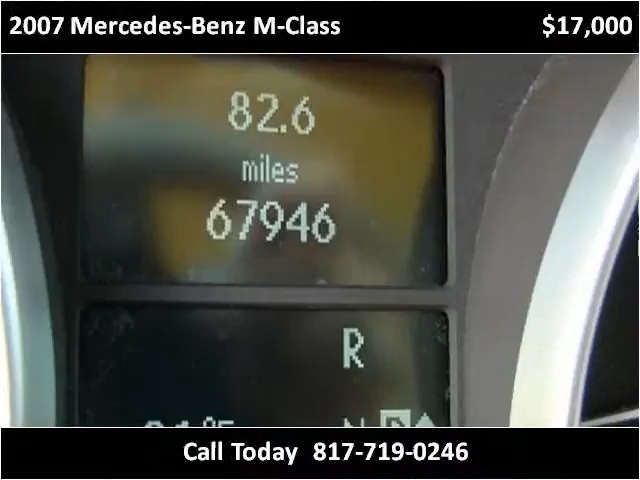 2007 Mercedes-Benz M-Class $17,000
82.6
miles
67946
R
N D
Call Today 817-719-0246